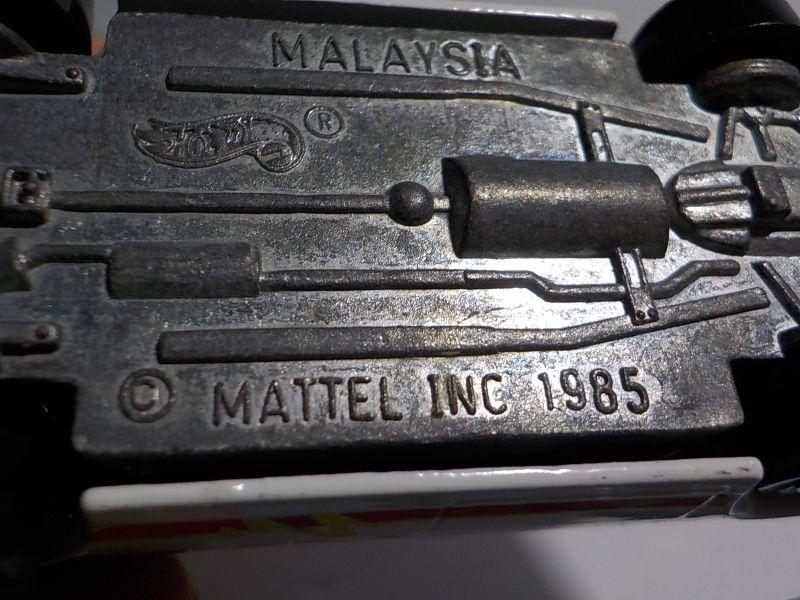 MALAYSIA
Hot Wheels ®
© MATTEL INC 1985